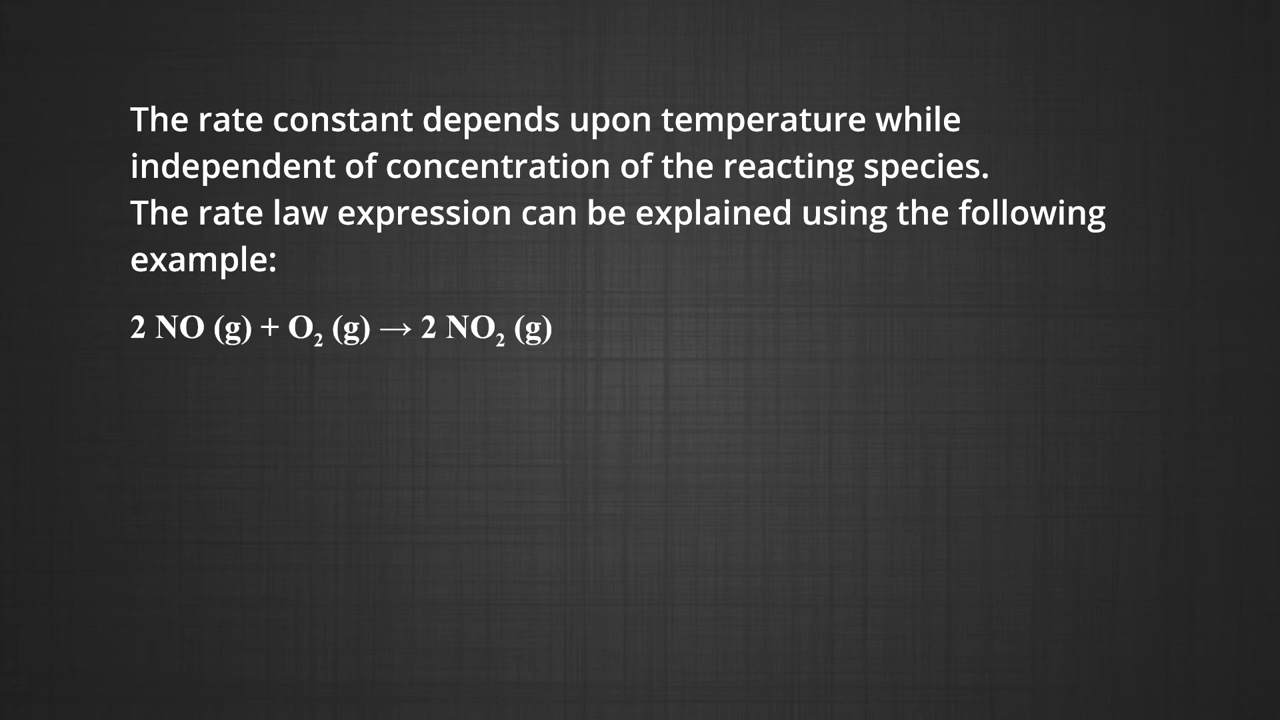 The rate constant depends upon temperature while
independent of concentration of the reacting species.
The rate law expression can be explained using the following
example:
2 NO (g) + O₂ (g) → 2 NO₂ (g)